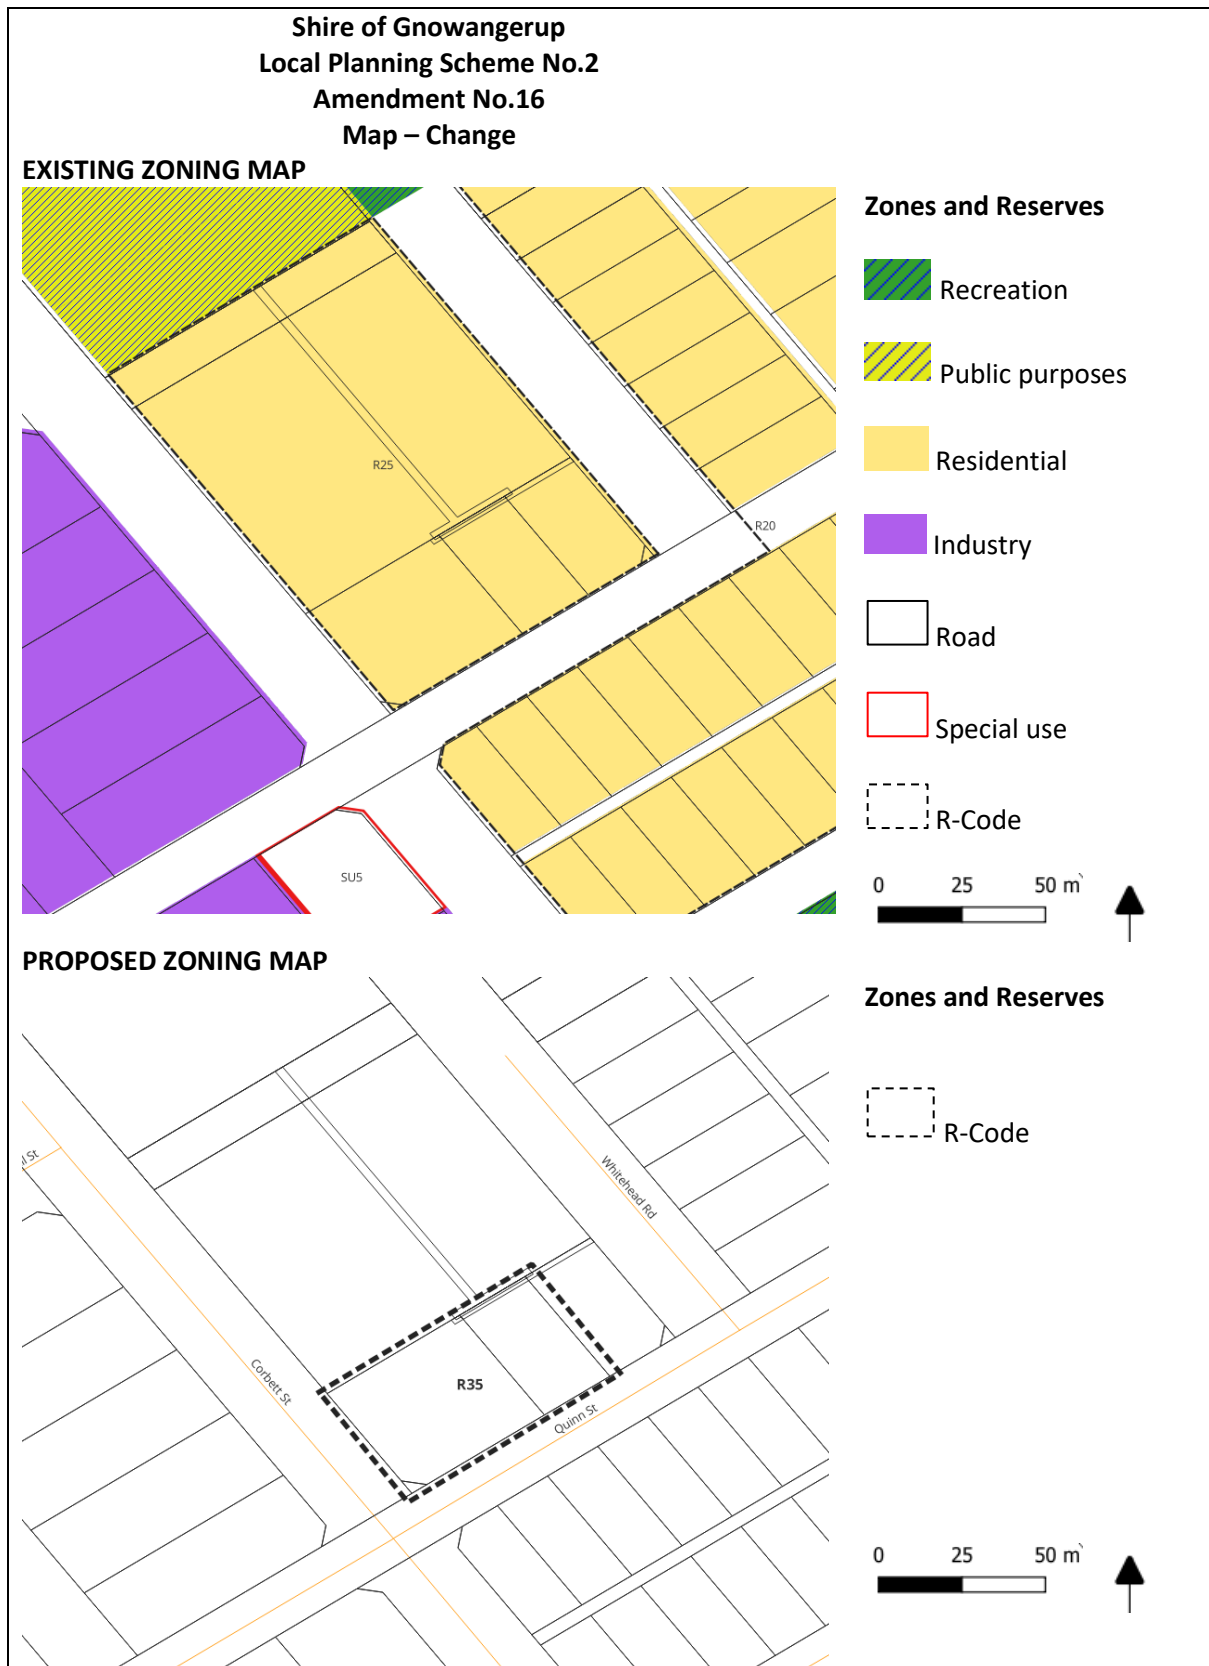 Shire of Gnowangerup
Local Planning Scheme No.2
Amendment No.16
Map – Change
EXISTING ZONING MAP
R25
R20
SU5
Zones and Reserves
Recreation
Public purposes
Residential
Industry
Road
Special use
R-Code
0 25 50 m
PROPOSED ZONING MAP
Whitehead Rd
Corbett St
R35
Quinn St
Zones and Reserves
R-Code
0 25 50 m